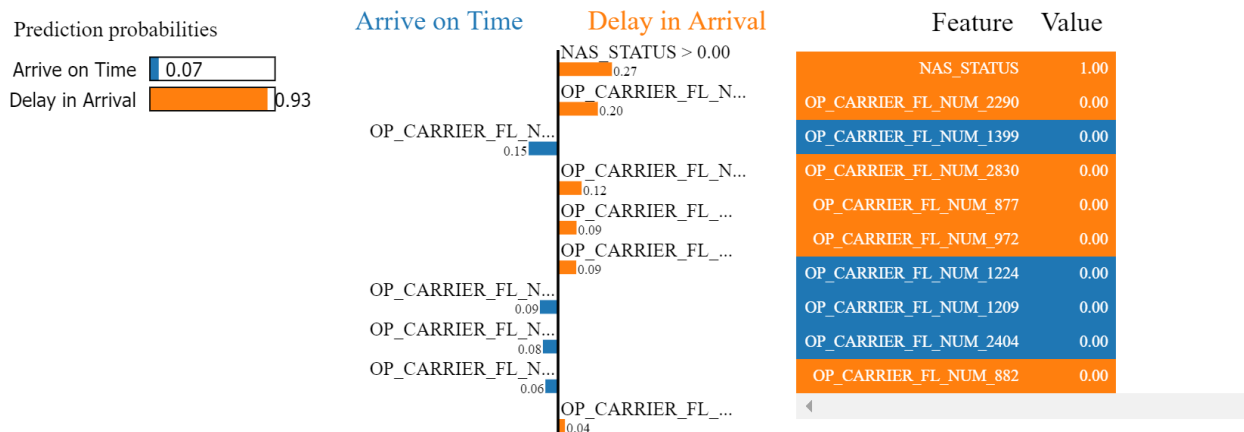 Prediction probabilities
Arrive on Time 0.07
Delay in Arrival 0.93
Arrive on Time Delay in Arrival
NAS_STATUS > 0.00
0.27
OP_CARRIER_FL_N...
0.20
OP_CARRIER_FL_N...
0.15
OP_CARRIER_FL_N...
0.12
OP_CARRIER_FL_...
0.09
OP_CARRIER_FL_...
0.09
OP_CARRIER_FL_N...
0.09
OP_CARRIER_FL_N...
0.08
OP_CARRIER_FL_N...
0.06
OP_CARRIER_FL_...
0.04
Feature Value
NAS_STATUS 1.00
OP_CARRIER_FL_NUM_2290 0.00
OP_CARRIER_FL_NUM_1399 0.00
OP_CARRIER_FL_NUM_2830 0.00
OP_CARRIER_FL_NUM_877 0.00
OP_CARRIER_FL_NUM_972 0.00
OP_CARRIER_FL_NUM_1224 0.00
OP_CARRIER_FL_NUM_1209 0.00
OP_CARRIER_FL_NUM_2404 0.00
OP_CARRIER_FL_NUM_882 0.00